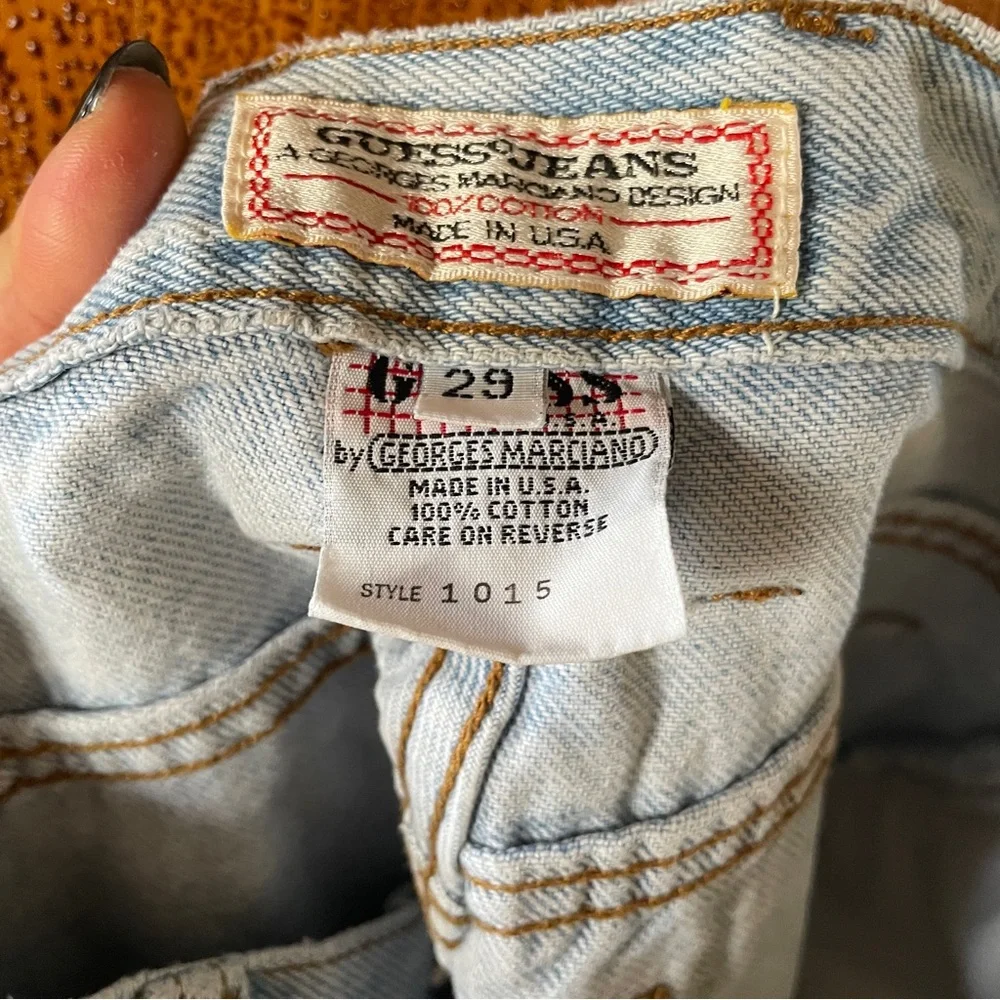 GUESS JEANS
A GEORGES MARCIANO DESIGN
100% COTTON
MADE IN U.S.A.
29
by GEORGES MARCIANO
MADE IN U.S.A.
100% COTTON
CARE ON REVERSE
STYLE 1015